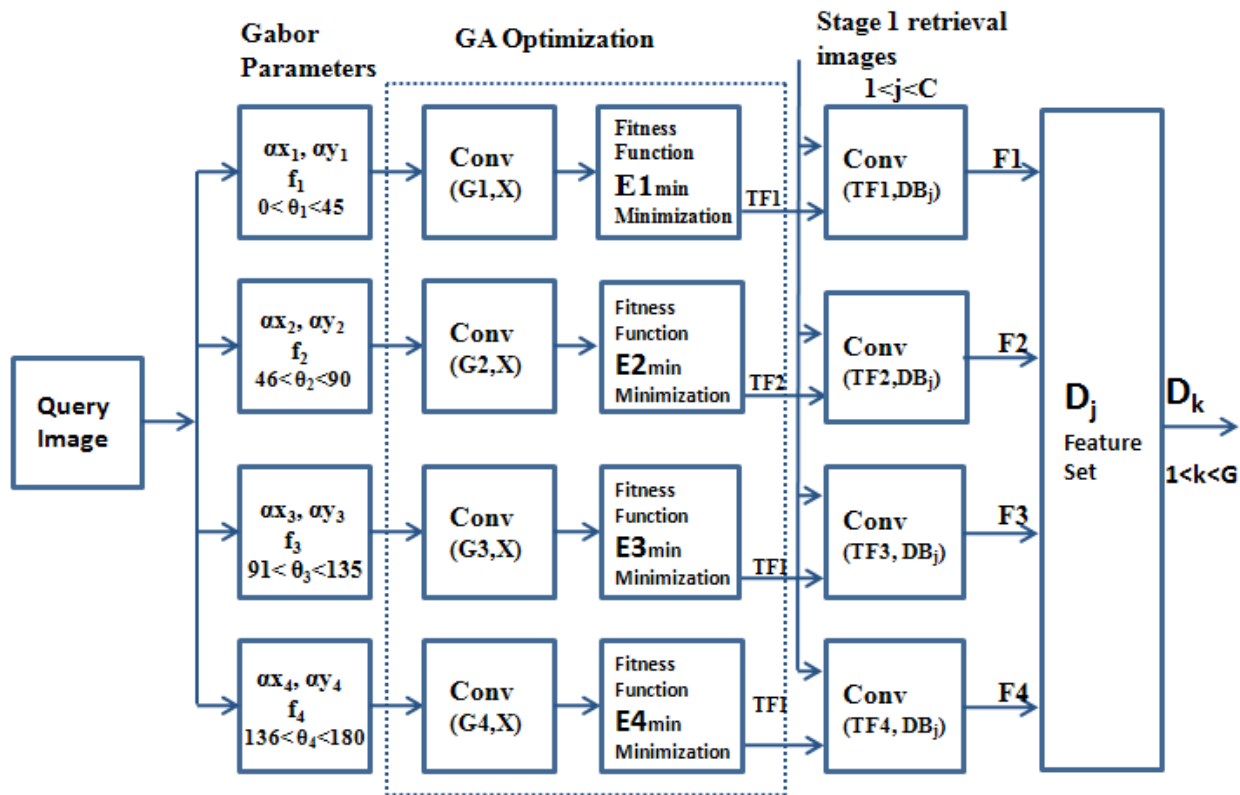 Gabor
Parameters
GA Optimization
Stage 1 retrieval
images
1<j<C
αx₁, αy₁
f₁
0<θ₁<45
Conv
(G1,X)
Fitness
Function
E1min
Minimization
TF1
Conv
(TF1,DBⱼ)
F1
αx₂, αy₂
f₂
46<θ₂<90
Conv
(G2,X)
Fitness
Function
E2min
Minimization
TF2
Conv
(TF2,DBⱼ)
F2
Query
Image
αx₃, αy₃
f₃
91<θ₃<135
Conv
(G3,X)
Fitness
Function
E3min
Minimization
TF1
Conv
(TF3, DBⱼ)
F3
αx₄, αy₄
f₄
136<θ₄<180
Conv
(G4,X)
Fitness
Function
E4min
Minimization
TF1
Conv
(TF4, DBⱼ)
F4
Dⱼ
Feature
Set
Dₖ
1<k<G